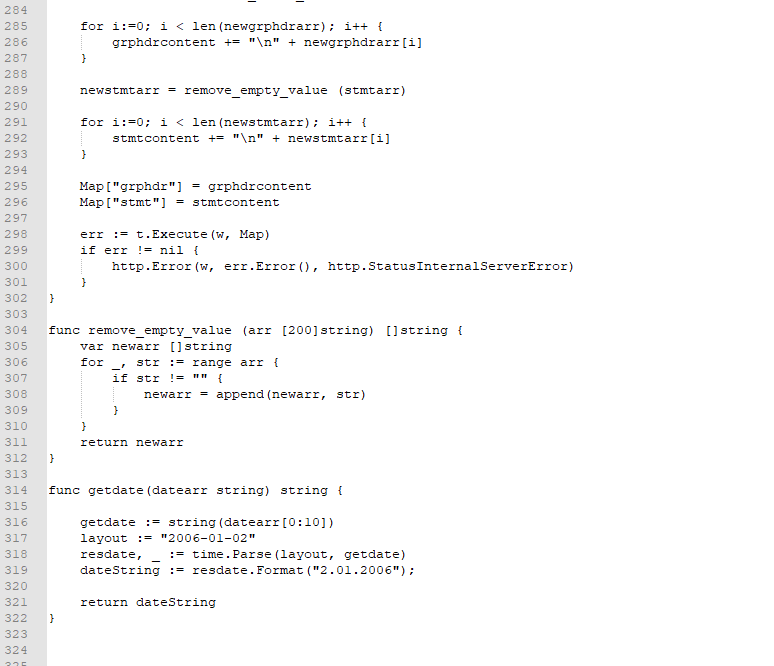 284
285 for i:=0; i < len(newgrphdrarr); i++ {
286 grphdrcontent += "\n" + newgrphdrarr[i]
287 }
288
289 newstmtarr = remove_empty_value (stmtarr)
290
291 for i:=0; i < len(newstmtarr); i++ {
292 stmtcontent += "\n" + newstmtarr[i]
293 }
294
295 Map["grphdr"] = grphdrcontent
296 Map["stmt"] = stmtcontent
297
298 err := t.Execute(w, Map)
299 if err != nil {
300 http.Error(w, err.Error(), http.StatusInternalServerError)
301 }
302 }
303
304 func remove_empty_value (arr [200]string) []string {
305 var newarr []string
306 for _, str := range arr {
307 if str != "" {
308 newarr = append(newarr, str)
309 }
310 }
311 return newarr
312 }
313
314 func getdate(datearr string) string {
315
316 getdate := string(datearr[0:10])
317 layout := "2006-01-02"
318 resdate, _ := time.Parse(layout, getdate)
319 dateString := resdate.Format("2.01.2006");
320
321 return dateString
322 }
323
324